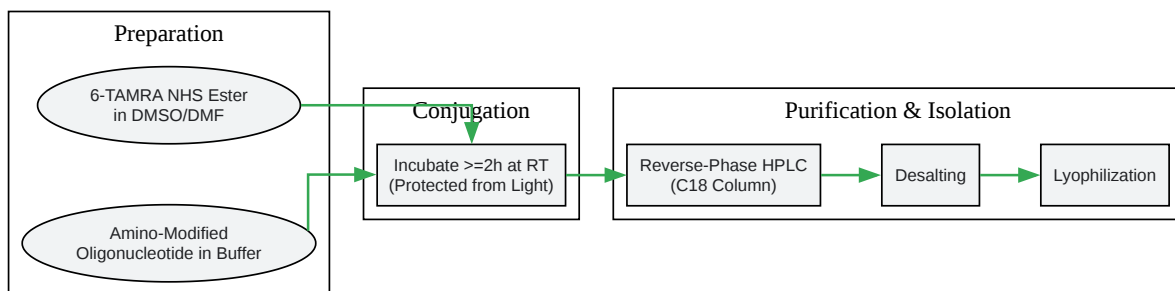 Preparation
6-TAMRA NHS Ester
in DMSO/DMF
Amino-Modified
Oligonucleotide in Buffer
Conjugation
Incubate >=2h at RT
(Protected from Light)
Purification & Isolation
Reverse-Phase HPLC
(C18 Column)
Desalting
Lyophilization